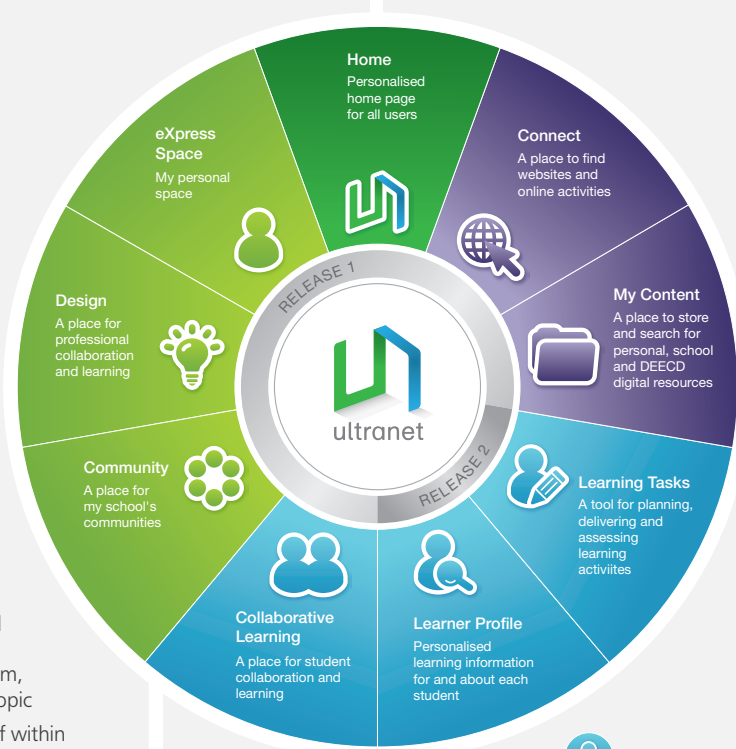 Home
Personalised
home page
for all users
Connect
A place to find
websites and
online activities
My Content
A place to store
and search for
personal, school
and DEECD
digital resources
Learning Tasks
A tool for planning,
delivering and
assessing
learning
activiites
Learner Profile
Personalised
learning information
for and about each
student
Collaborative
Learning
A place for student
collaboration and
learning
Community
A place for
my school's
communities
Design
A place for
professional
collaboration
and learning
eXpress
Space
My personal
space
RELEASE 1
RELEASE 2
ultranet
within